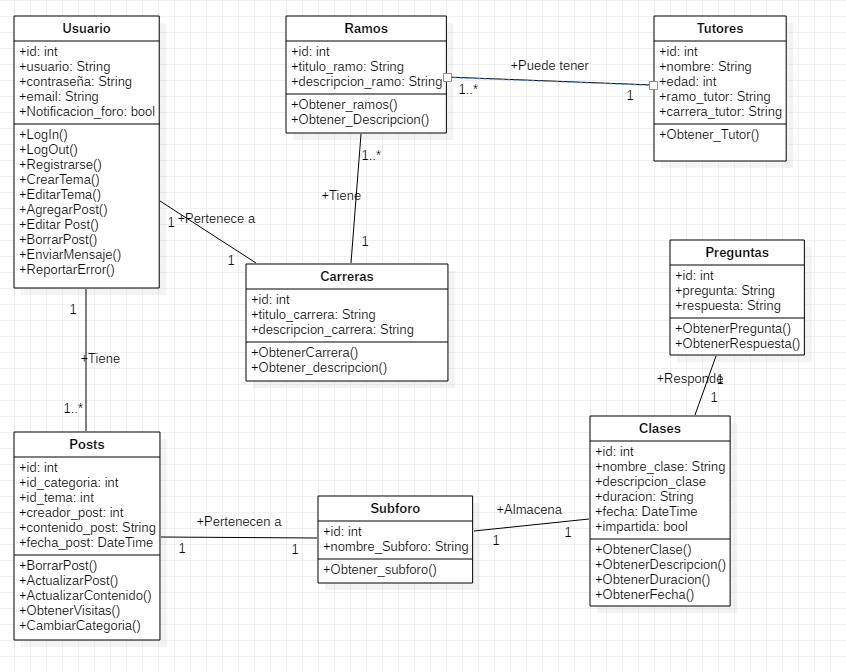 Usuario
+id: int
+usuario: String
+contraseña: String
+email: String
+Notificacion_foro: bool
+LogIn()
+LogOut()
+Registrarse()
+CrearTema()
+EditarTema()
+AgregarPost()
+Editar Post()
+BorrarPost()
+EnviarMensaje()
+ReportarError()
Ramos
+id: int
+titulo_ramo: String
+descripcion_ramo: String
+Obtener_ramos()
+Obtener_Descripcion()
+Puede tener
1..*
1
Tutores
+id: int
+nombre: String
+edad: int
+ramo_tutor: String
+carrera_tutor: String
+Obtener_Tutor()
1..*
+Tiene
1
1
+Pertenece a
1
Carreras
+id: int
+titulo_carrera: String
+descripcion_carrera: String
+ObtenerCarrera()
+Obtener_descripcion()
Preguntas
+id: int
+pregunta: String
+respuesta: String
+ObtenerPregunta()
+ObtenerRespuesta()
+Responde
1
1
1
+Tiene
1..*
Posts
+id: int
+id_categoria: int
+id_tema: int
+creador_post: int
+contenido_post: String
+fecha_post: DateTime
+BorrarPost()
+ActualizarPost()
+ActualizarContenido()
+ObtenerVisitas()
+CambiarCategoria()
+Pertenecen a
1
1
Subforo
+id: int
+nombre_Subforo: String
+Obtener_subforo()
+Almacena
1
1
Clases
+id: int
+nombre_clase: String
+descripcion_clase
+duracion: String
+fecha: DateTime
+impartida: bool
+ObtenerClase()
+ObtenerDescripcion()
+ObtenerDuracion()
+ObtenerFecha()